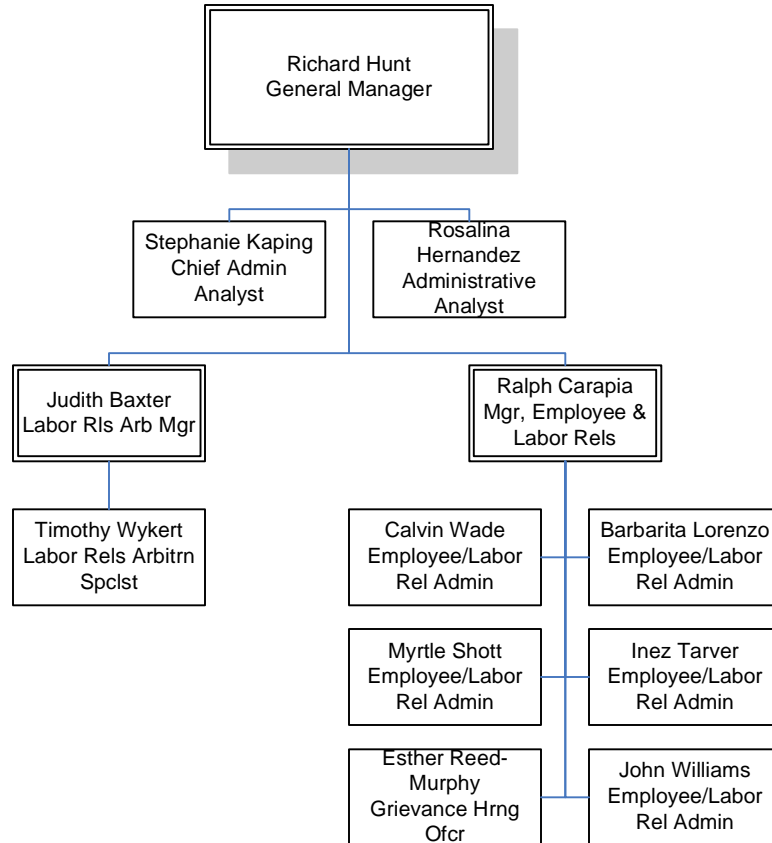 Richard Hunt
General Manager
Stephanie Kaping
Chief Admin
Analyst
Rosalina
Hernandez
Administrative
Analyst
Judith Baxter
Labor Rls Arb Mgr
Ralph Carapia
Mgr, Employee &
Labor Rels
Timothy Wykert
Labor Rels Arbitrn
Spclst
Calvin Wade
Employee/Labor
Rel Admin
Barbarita Lorenzo
Employee/Labor
Rel Admin
Myrtle Shott
Employee/Labor
Rel Admin
Inez Tarver
Employee/Labor
Rel Admin
Esther Reed-
Murphy
Grievance Hrng
Ofcr
John Williams
Employee/Labor
Rel Admin